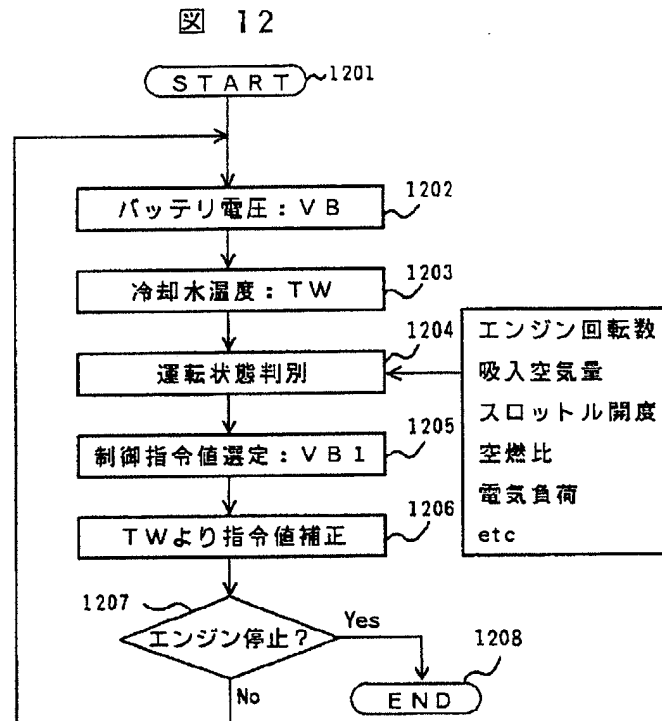 図 12
START
1201
バッテリ電圧：VB
1202
冷却水温度：TW
1203
運転状態判別
1204
エンジン回転数
吸入空気量
スロットル開度
空燃比
電気負荷
etc
制御指令値選定：VB1
1205
TWより指令値補正
1206
1207
エンジン停止？
Yes
No
1208
END